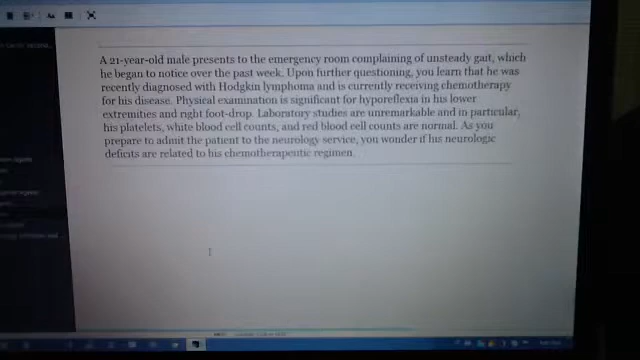 A 21-year-old male presents to the emergency room complaining of unsteady gait, which
he began to notice over the past week. Upon further questioning, you learn that he was
recently diagnosed with Hodgkin lymphoma and is currently receiving chemotherapy
for his disease. Physical examination is significant for hyporeflexia in his lower
extremities and right foot-drop. Laboratory studies are unremarkable and in particular,
his platelets, white blood cell counts, and red blood cell counts are normal. As you
prepare to admit the patient to the neurology service, you wonder if his neurologic
deficits are related to his chemotherapeutic regimen.